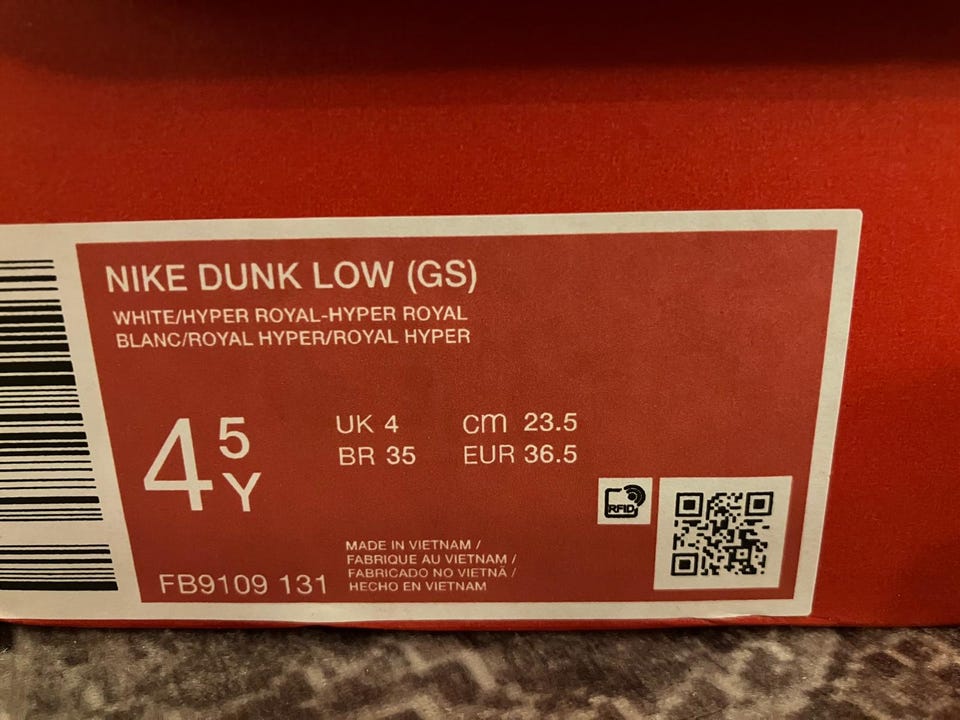 NIKE DUNK LOW (GS)
WHITE/HYPER ROYAL-HYPER ROYAL
BLANC/ROYAL HYPER/ROYAL HYPER
4 5 Y
UK 4 cm 23.5
BR 35 EUR 36.5
RFID
MADE IN VIETNAM /
FABRIQUE AU VIETNAM /
FABRICADO NO VIETNÃ /
HECHO EN VIETNAM
FB9109 131